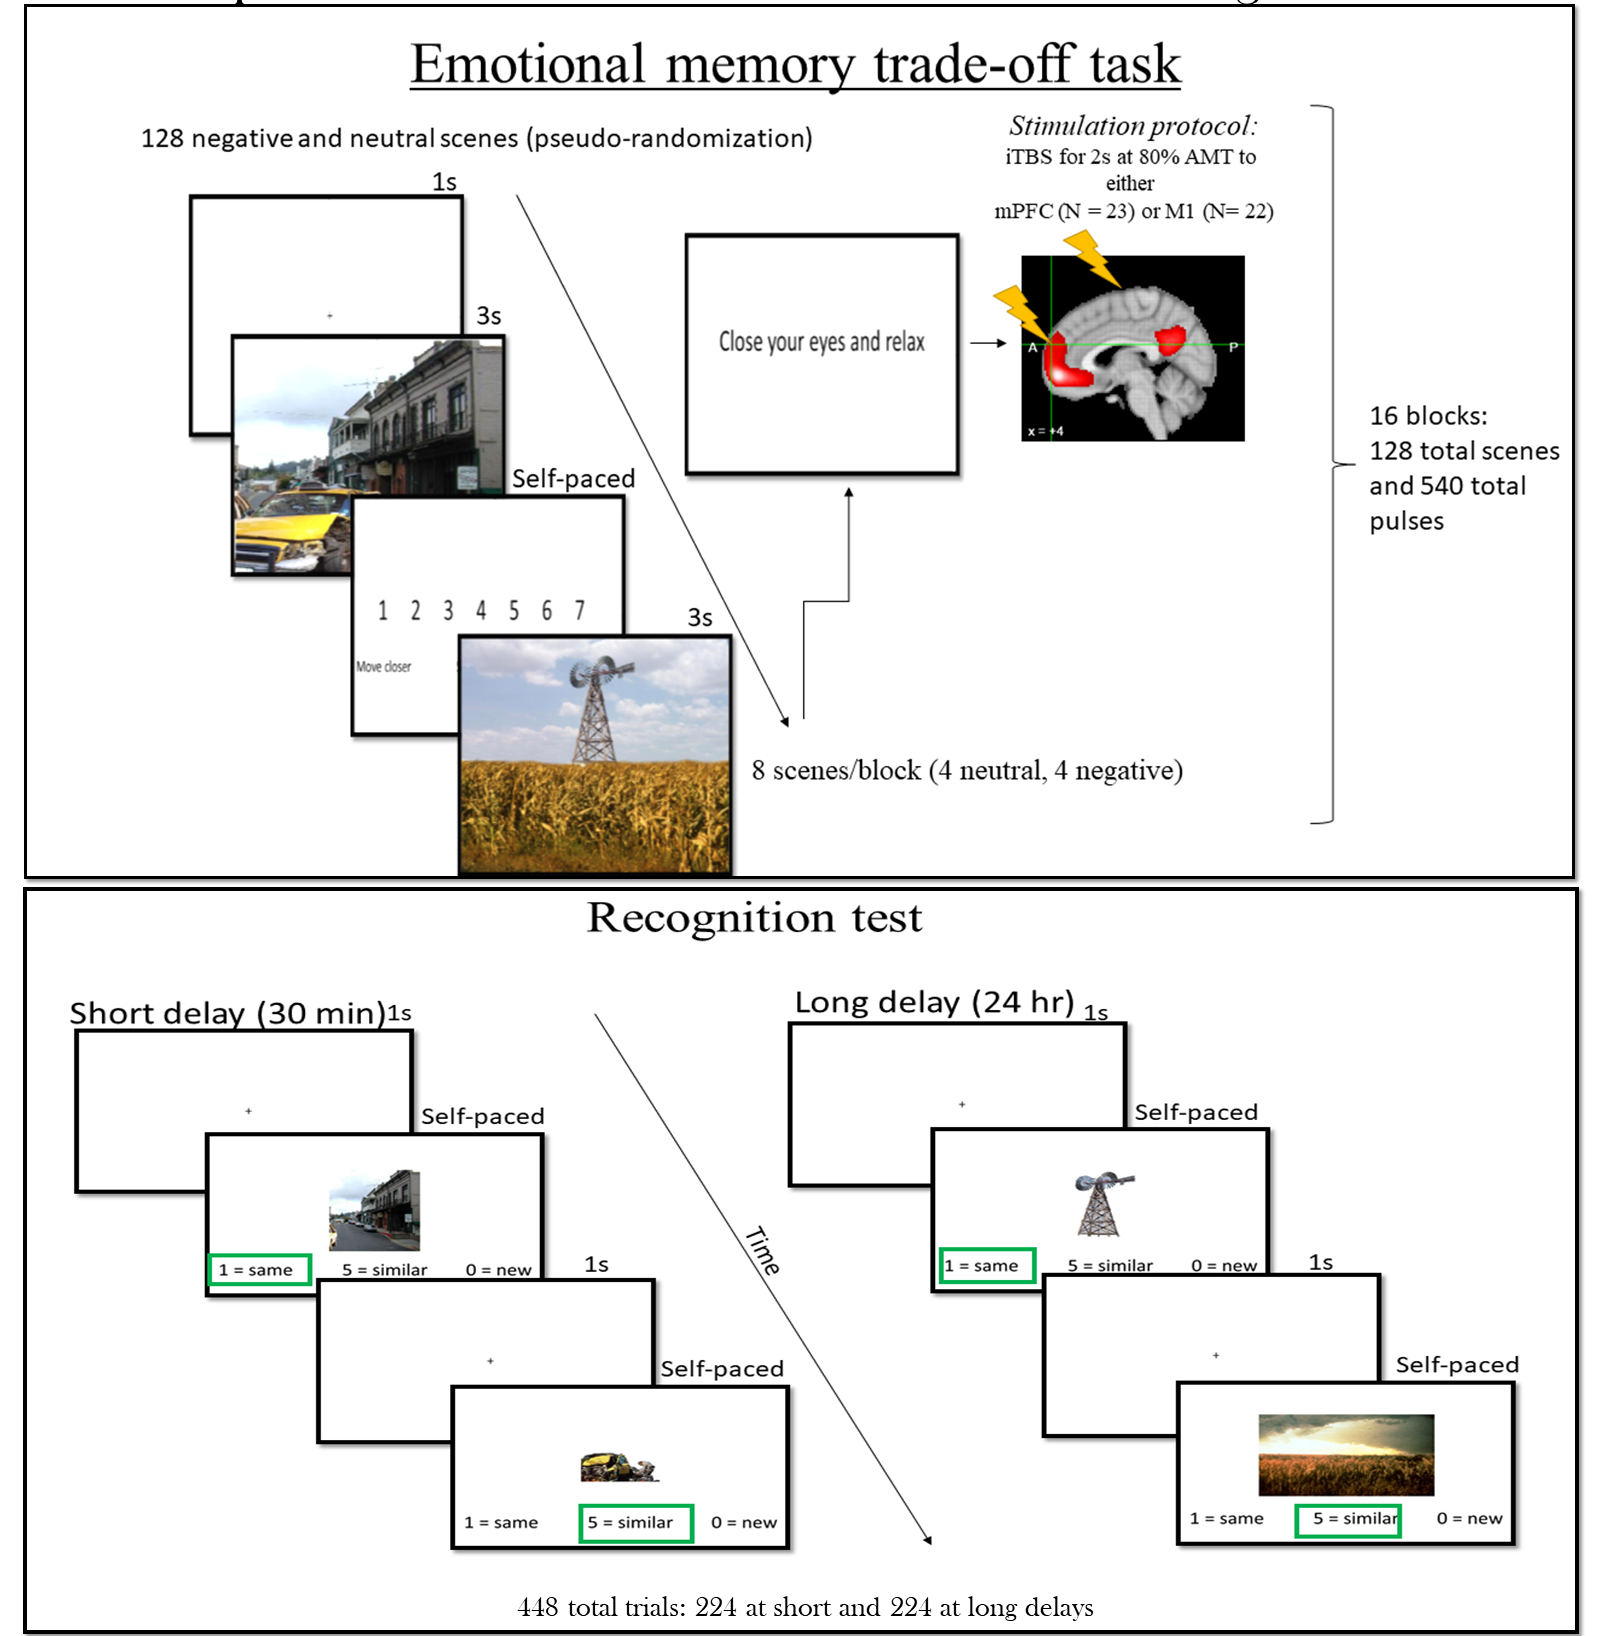 Emotional memory trade-off task
128 negative and neutral scenes (pseudo-randomization)
1s
3s
Self-paced
1 2 3 4 5 6 7
Move closer
3s
8 scenes/block (4 neutral, 4 negative)
Close your eyes and relax
Stimulation protocol:
iTBS for 2s at 80% AMT to
either
mPFC (N = 23) or M1 (N= 22)
A
P
x = +4
16 blocks:
128 total scenes
and 540 total
pulses
Recognition test
Short delay (30 min)
1s
Self-paced
1 = same 5 = similar 0 = new
1s
Self-paced
1 = same 5 = similar 0 = new
Time
Long delay (24 hr)
1s
Self-paced
1 = same 5 = similar 0 = new
1s
Self-paced
1 = same 5 = similar 0 = new
448 total trials: 224 at short and 224 at long delays